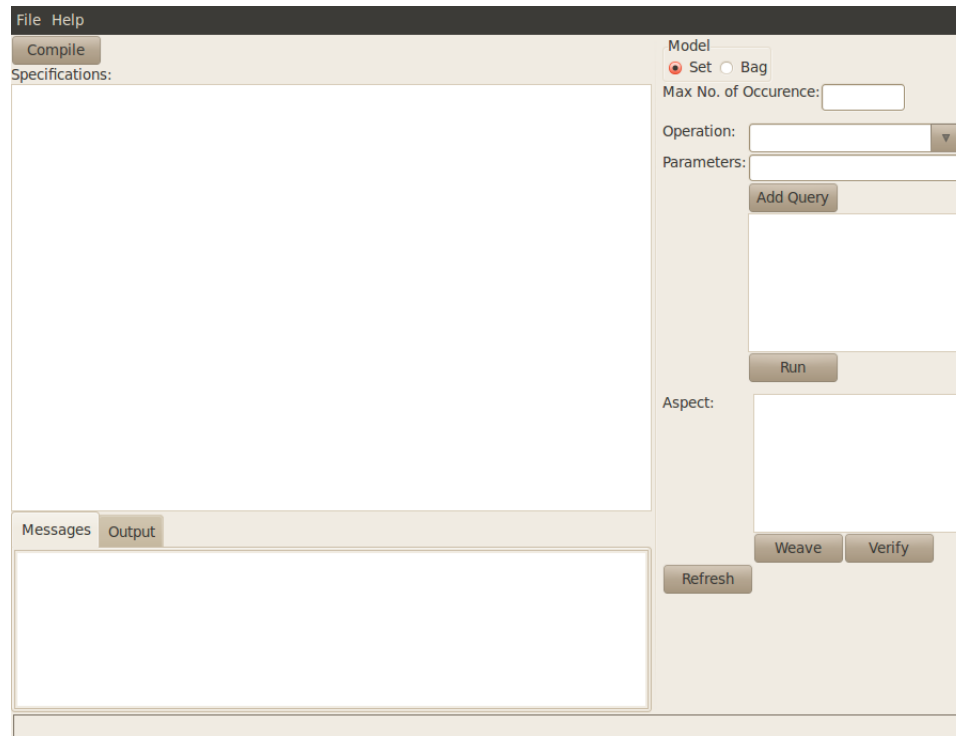 File Help
Compile
Specifications:
Model
Set Bag
Max No. of Occurence:
Operation:
Parameters:
Add Query
Run
Aspect:
Messages Output
Weave Verify
Refresh